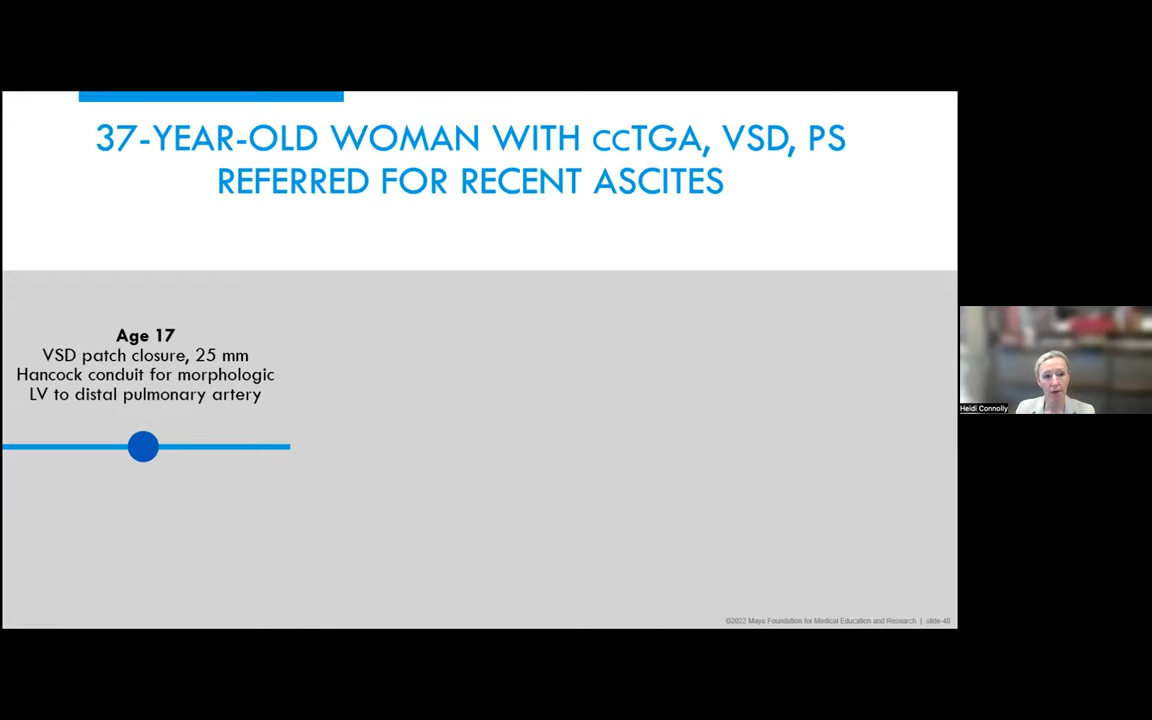 37-YEAR-OLD WOMAN WITH CCTGA, VSD, PS
REFERRED FOR RECENT ASCITES
Age 17
VSD patch closure, 25 mm
Hancock conduit for morphologic
LV to distal pulmonary artery
Heidi Connolly
©2022 Mayo Foundation for Medical Education and Research | slide-46